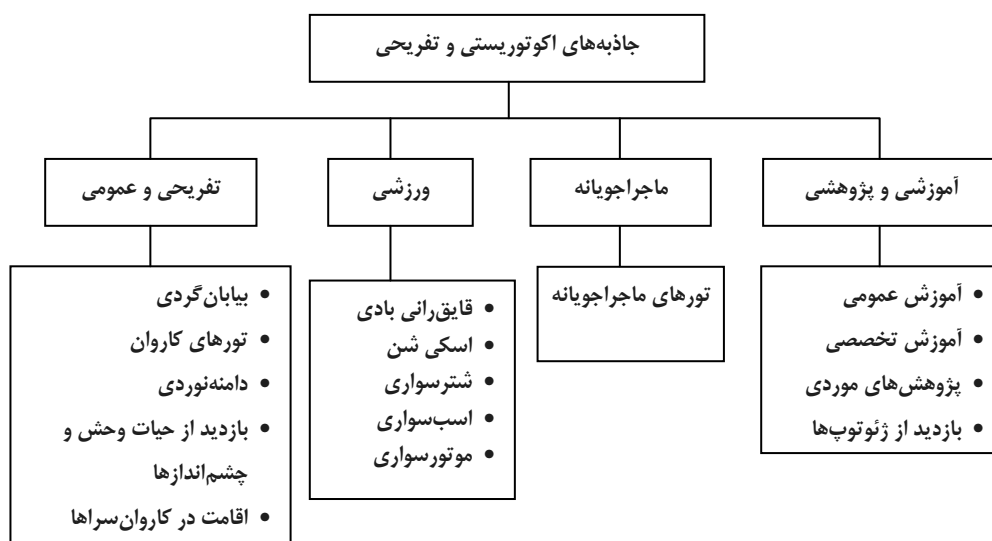 جاذبه‌های اکوتوریستی و تفریحی
آموزشی و پژوهشی
ماجراجویانه
ورزشی
تفریحی و عمومی
• آموزش عمومی
• آموزش تخصصی
• پژوهش‌های موردی
• بازدید از ژئوتوپ‌ها
تورهای ماجراجویانه
• قایق‌رانی بادی
• اسکی شن
• شترسواری
• اسب‌سواری
• موتورسواری
• بیابان‌گردی
• تورهای کاروان
• دامنه‌نوردی
• بازدید از حیات وحش و
چشم‌اندازها
• اقامت در کاروان‌سراها